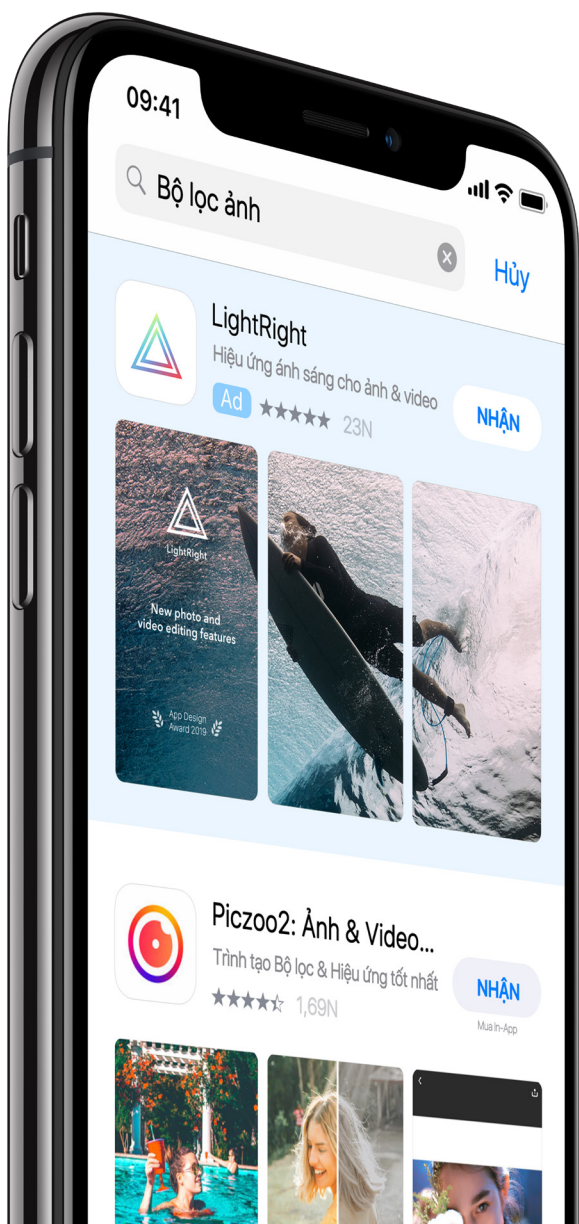 09:41
Bộ lọc ảnh
Hủy
LightRight
Hiệu ứng ánh sáng cho ảnh & video
Ad
23N
NHẬN
LightRight
New photo and
video editing features
App Design
Award 2019
Piczoo2: Ảnh & Video...
Trình tạo Bộ lọc & Hiệu ứng tốt nhất
1,69N
NHẬN
Mua In-App